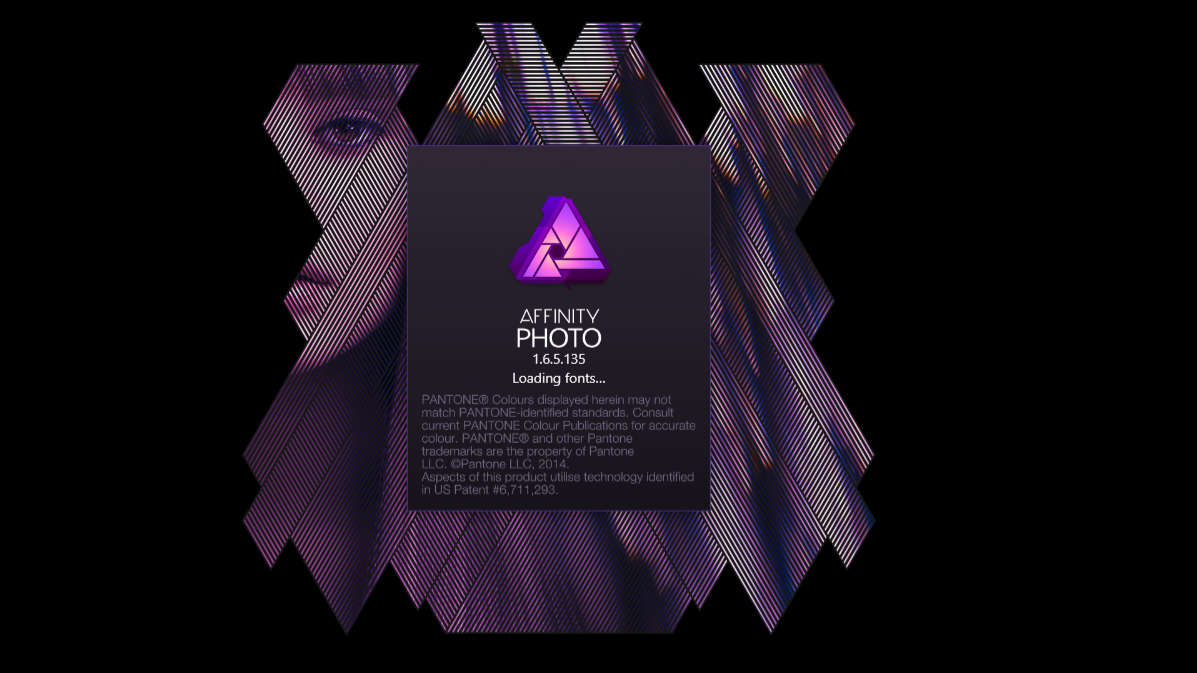 AFFINITY
PHOTO
1.6.5.135
Loading fonts...
PANTONE® Colours displayed herein may not
match PANTONE-identified standards. Consult
current PANTONE Colour Publications for accurate
colour. PANTONE® and other Pantone
trademarks are the property of Pantone
LLC. ©Pantone LLC, 2014.
Aspects of this product utilise technology identified
in US Patent #6,711,293.